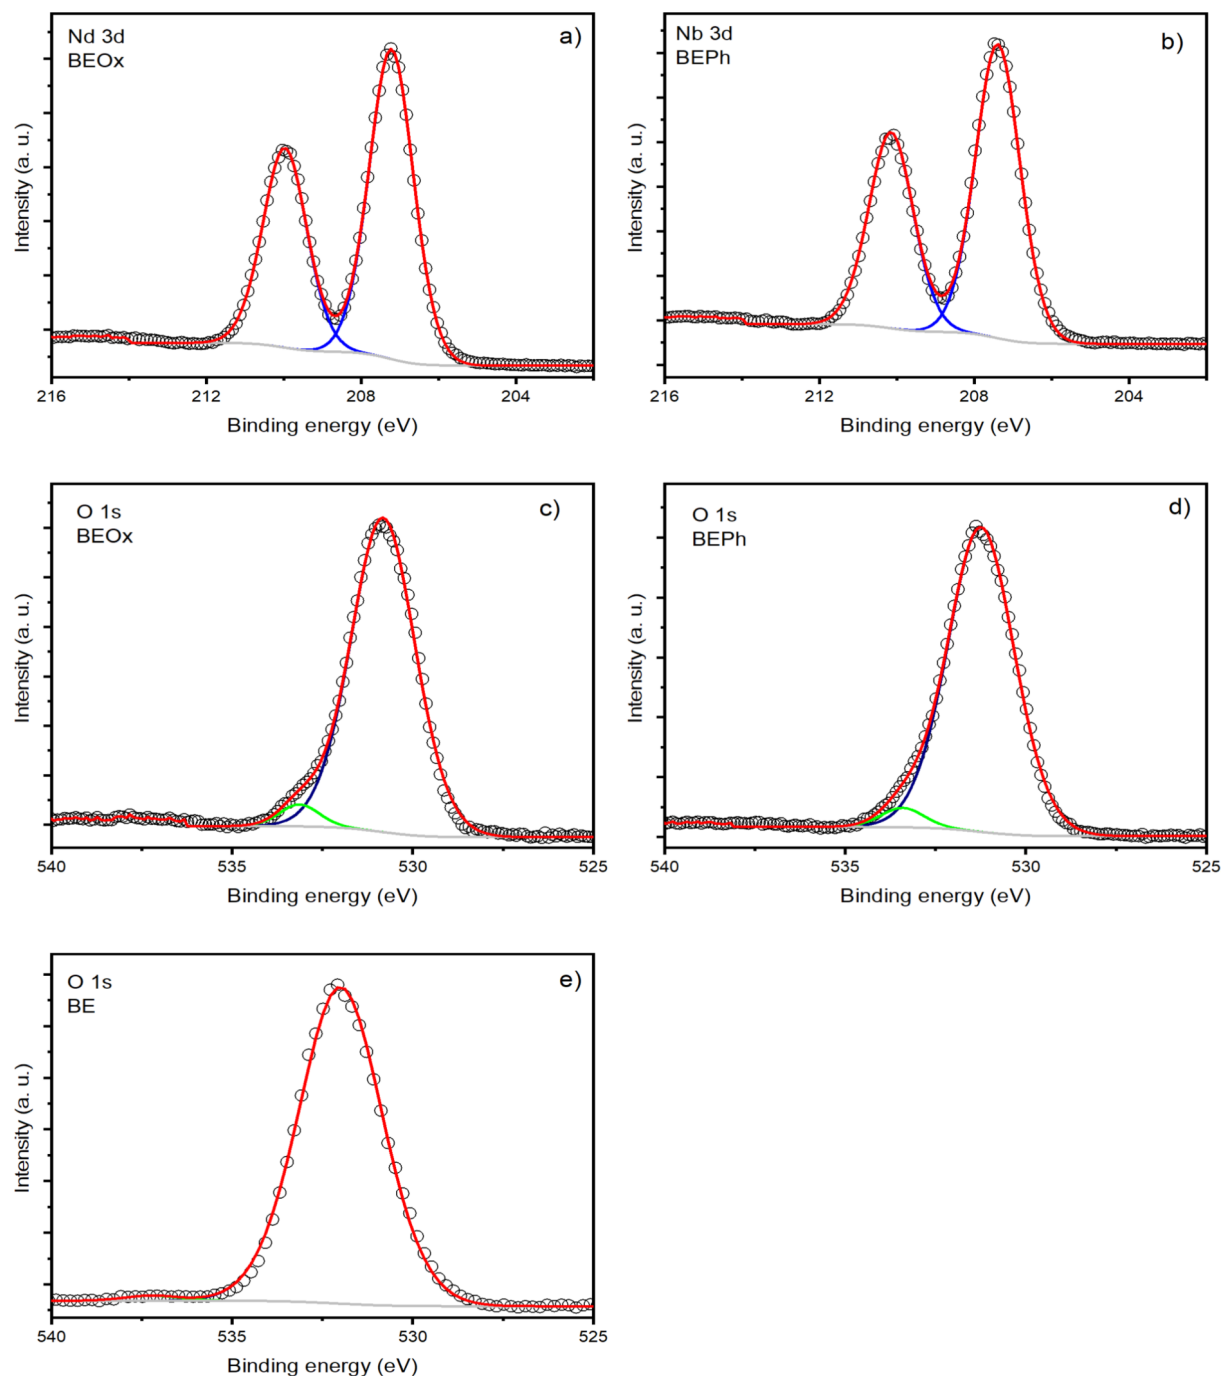 Nd 3d
BEOx
a)
Intensity (a. u.)
216
212
208
204
Binding energy (eV)
Nb 3d
BEPh
b)
Intensity (a. u.)
216
212
208
204
Binding energy (eV)
O 1s
BEOx
c)
Intensity (a. u.)
540
535
530
525
Binding energy (eV)
O 1s
BEPh
d)
Intensity (a. u.)
540
535
530
525
Binding energy (eV)
O 1s
BE
e)
Intensity (a. u.)
540
535
530
525
Binding energy (eV)